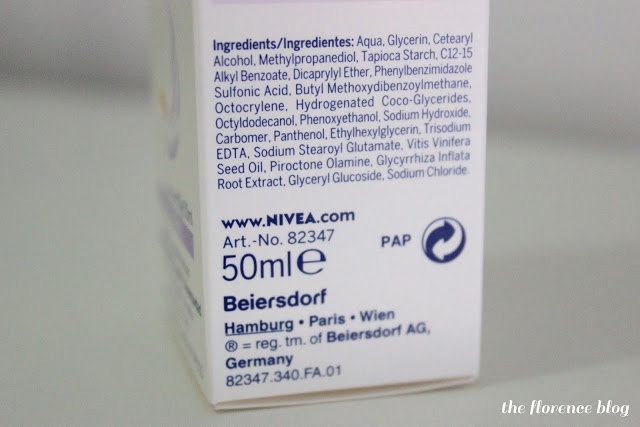 Ingredients/Ingredientes: Aqua, Glycerin, Cetearyl
Alcohol, Methylpropanediol, Tapioca Starch, C12-15
Alkyl Benzoate, Dicaprylyl Ether, Phenylbenzimidazole
Sulfonic Acid, Butyl Methoxydibenzoylmethane,
Octocrylene, Hydrogenated Coco-Glycerides,
Octyldodecanol, Phenoxyethanol, Sodium Hydroxide,
Carbomer, Panthenol, Ethylhexylglycerin, Trisodium
EDTA, Sodium Stearoyl Glutamate, Vitis Vinifera
Seed Oil, Piroctone Olamine, Glycyrrhiza Inflata
Root Extract, Glyceryl Glucoside, Sodium Chloride.
www.NIVEA.com
Art.-No. 82347
PAP
50ml℮
Beiersdorf
Hamburg • Paris • Wien
® = reg. tm. of Beiersdorf AG,
Germany
82347.340.FA.01
the florence blog